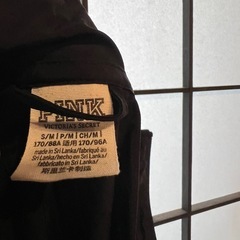 PINK
VICTORIA'S SECRET
S/M | P/M | CH/M |
170/88A 适用 170/96A
made in Sri Lanka/fabriqué au
Sri Lanka/hecho en Sri Lanka/
fabbricato in Sri Lanka/
斯里兰卡制造